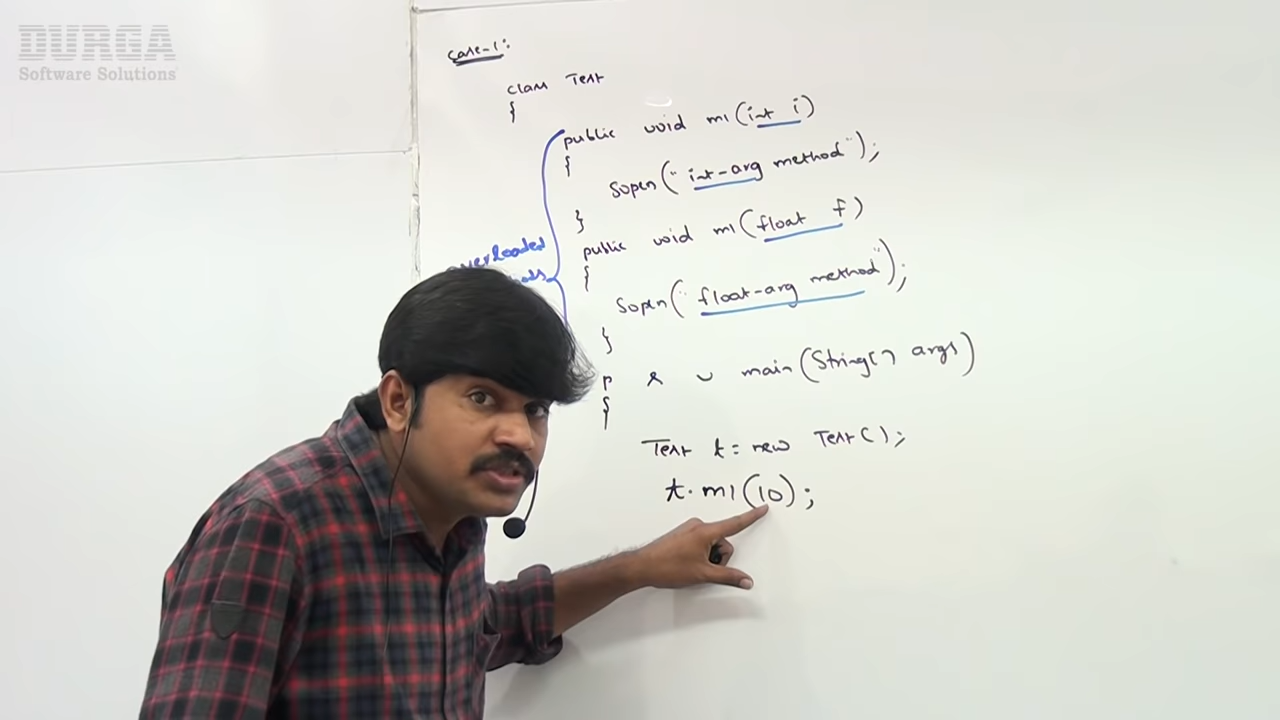 DURGA
Software Solutions
case-1:
class Test
{
public void m1(int i)
{
Sopln("int-arg method");
}
public void m1(float f)
overloaded
{
Sopln("float-arg method");
}
p s v main(String[] args)
{
Test t = new Test();
t.m1(10);